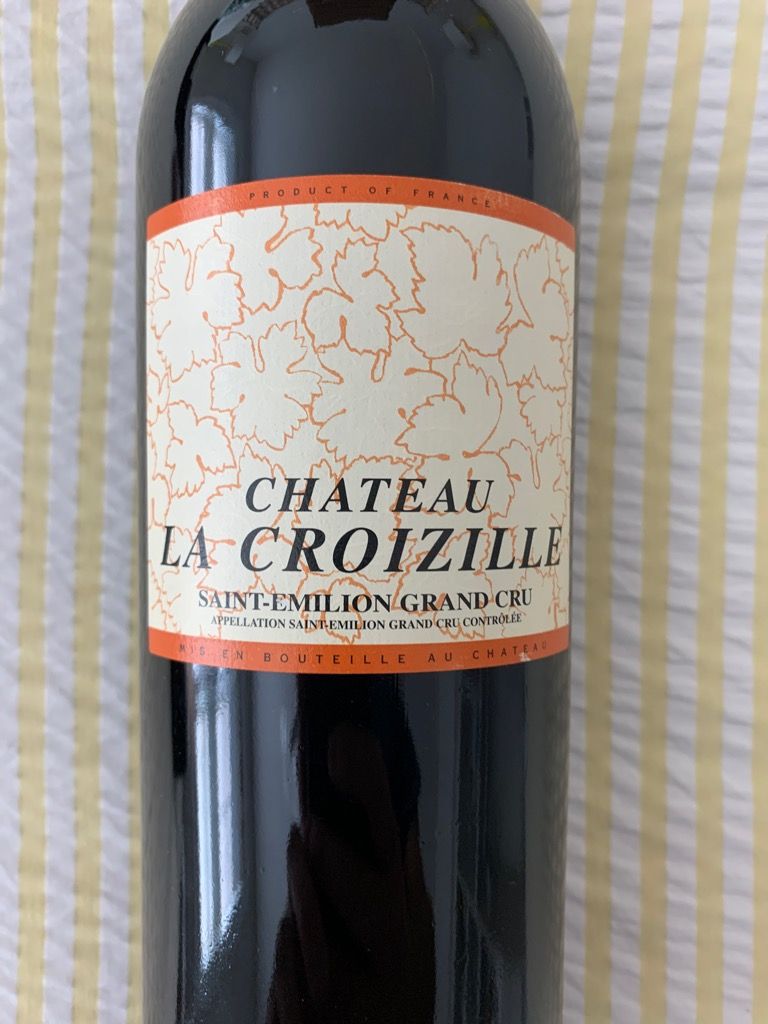 PRODUCT OF FRANCE
CHATEAU
LA CROIZILLE
SAINT-EMILION GRAND CRU
APPELLATION SAINT-EMILION GRAND CRU CONTRÔLÉE
MIS EN BOUTEILLE AU CHATEAU